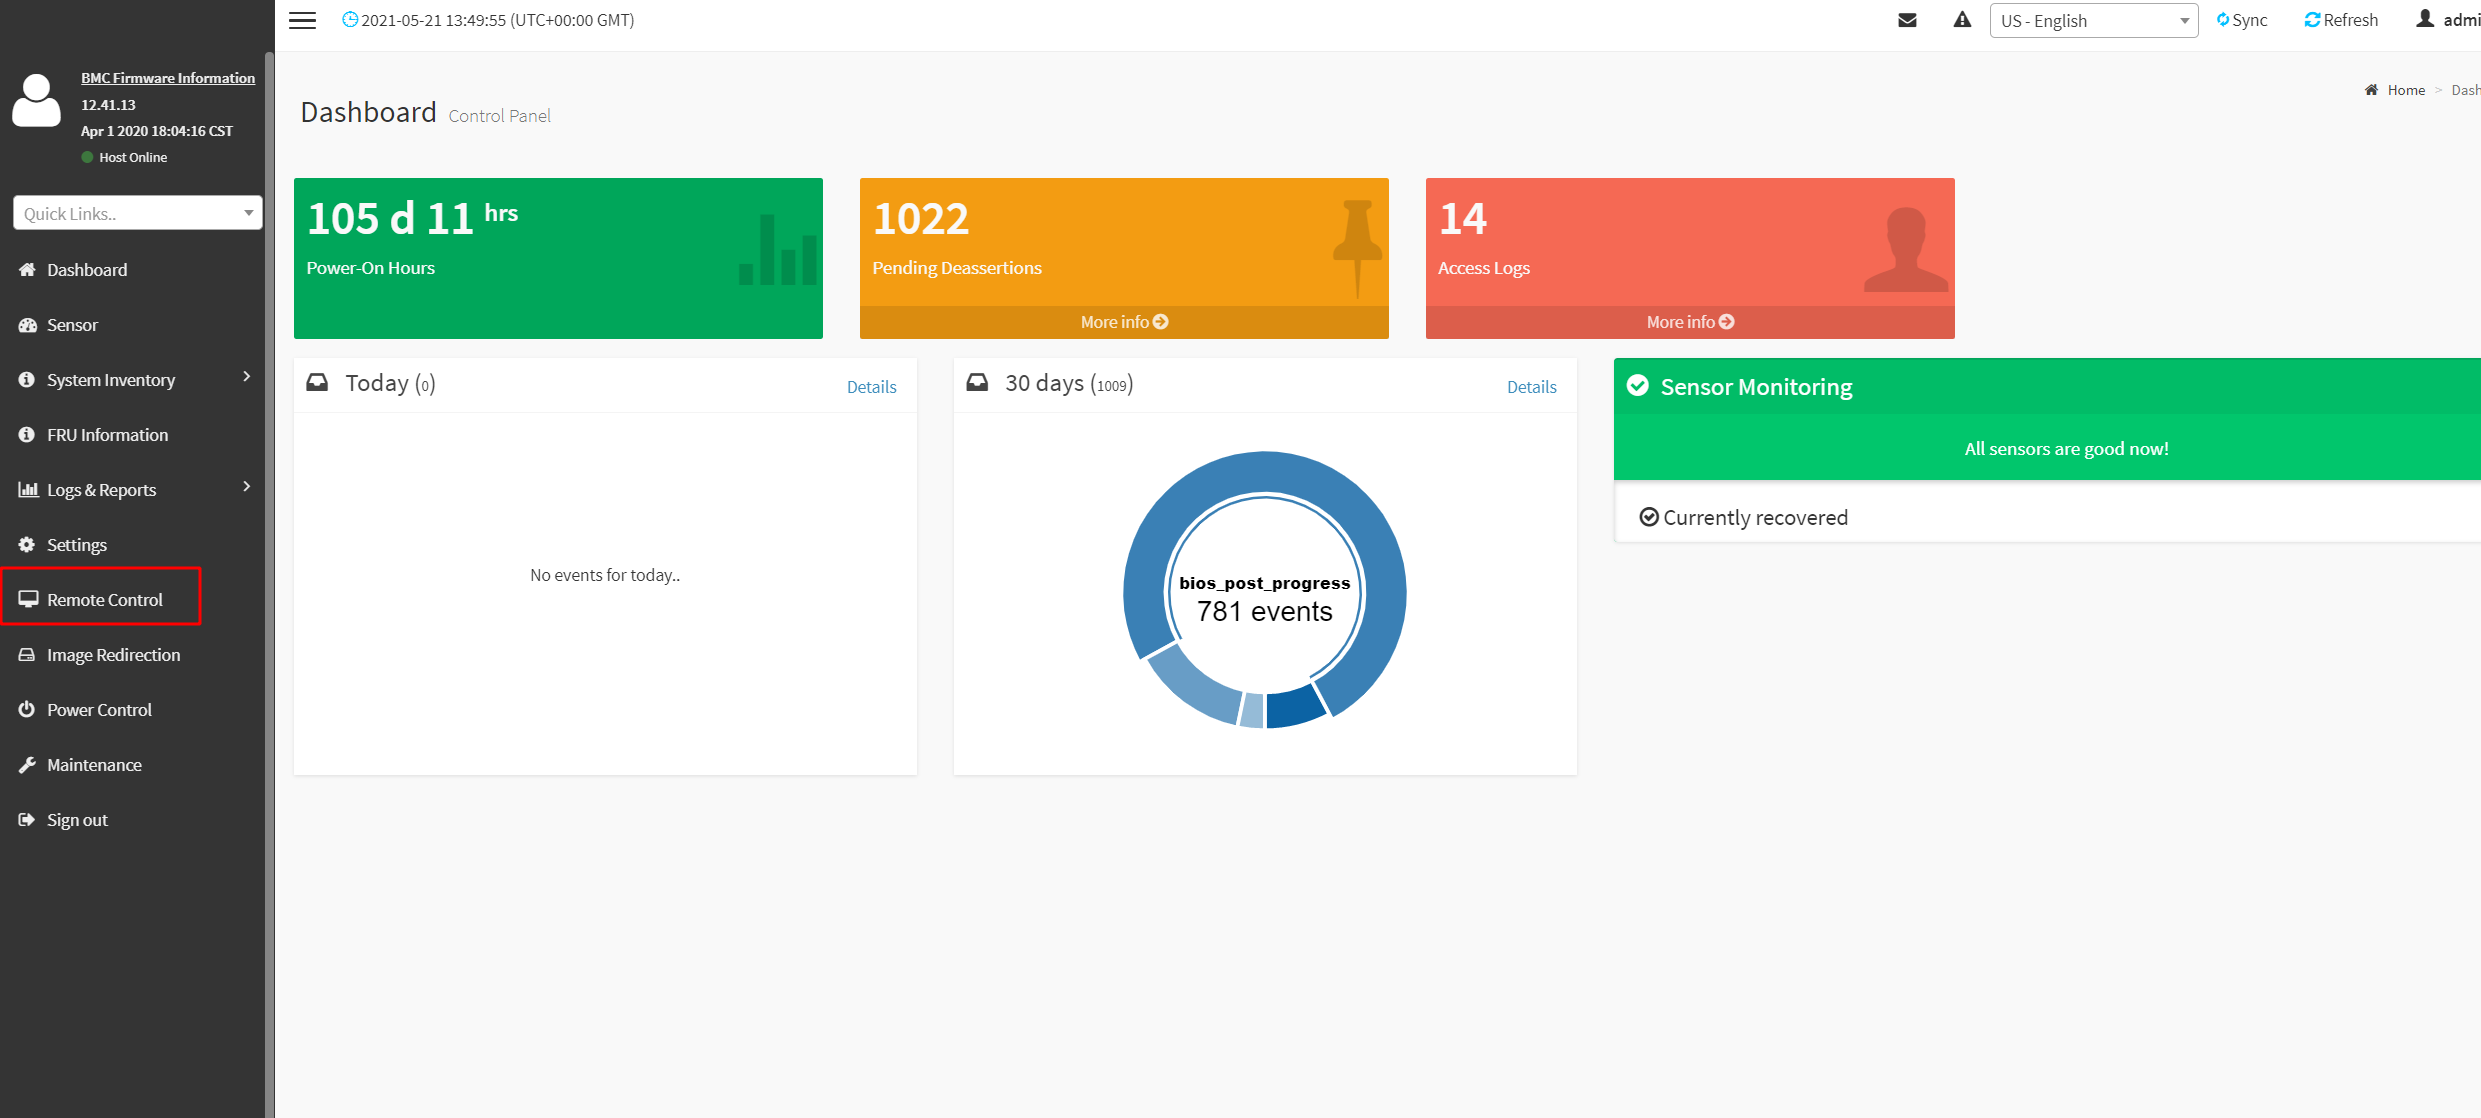 2021-05-21 13:49:55 (UTC+00:00 GMT)
US - English
Sync
Refresh
admi
BMC Firmware Information
12.41.13
Apr 1 2020 18:04:16 CST
Host Online
Quick Links..
Dashboard
Sensor
System Inventory
FRU Information
Logs & Reports
Settings
Remote Control
Image Redirection
Power Control
Maintenance
Sign out
Dashboard Control Panel
Home > Dash
105 d 11 hrs
Power-On Hours
1022
Pending Deassertions
More info
14
Access Logs
More info
Today (0)
Details
No events for today..
30 days (1009)
Details
bios_post_progress
781 events
Sensor Monitoring
All sensors are good now!
Currently recovered